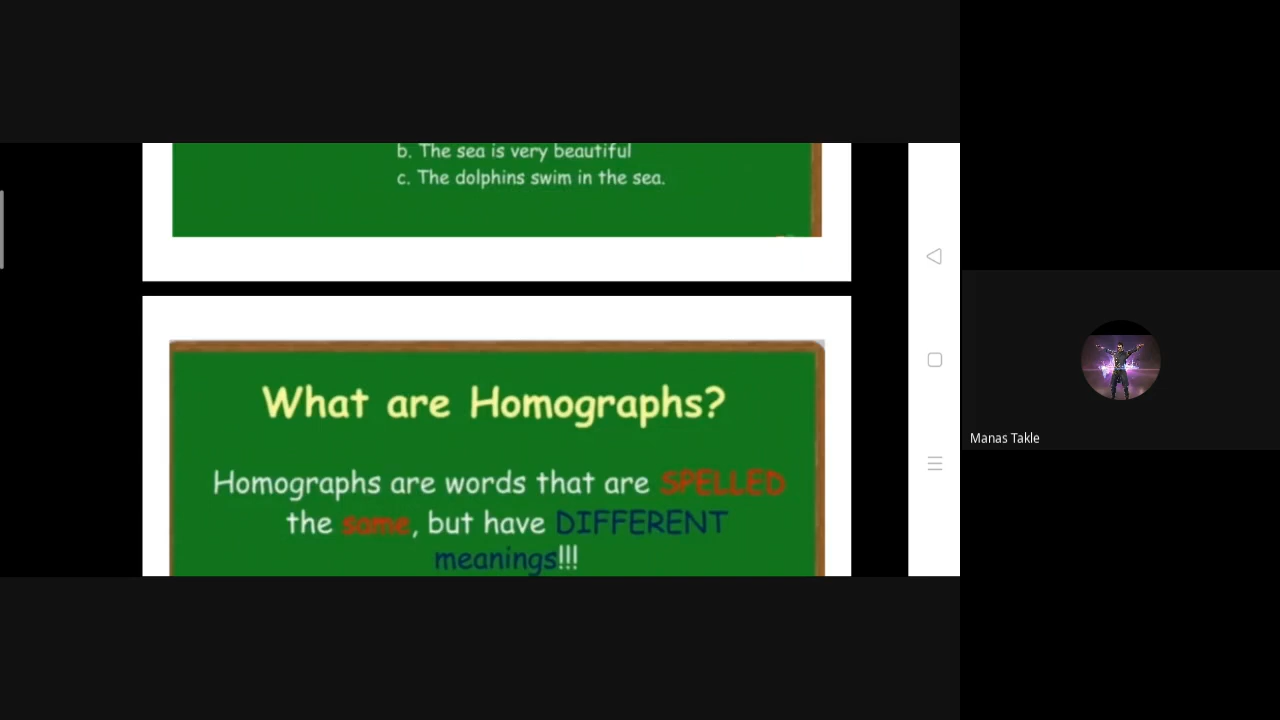 b. The sea is very beautiful
c. The dolphins swim in the sea.
What are Homographs?
Homographs are words that are SPELLED
the same, but have DIFFERENT
meanings!!!
Manas Takle